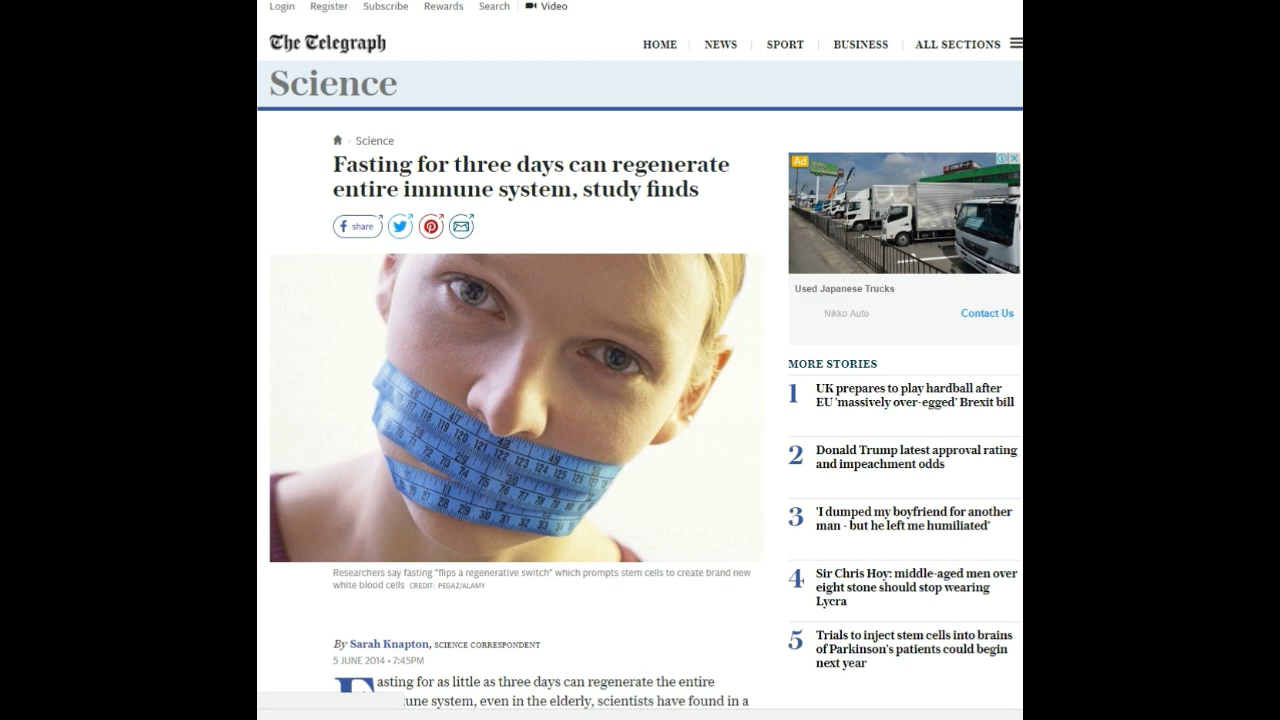 Login Register Subscribe Rewards Search Video
The Telegraph
HOME NEWS SPORT BUSINESS ALL SECTIONS
Science
Science
Fasting for three days can regenerate
entire immune system, study finds
share
Researchers say fasting "flips a regenerative switch" which prompts stem cells to create brand new
white blood cells CREDIT: PEGAZ/ALAMY
By Sarah Knapton, SCIENCE CORRESPONDENT
5 JUNE 2014 • 7:45PM
Fasting for as little as three days can regenerate the entire
une system, even in the elderly, scientists have found in a
Ad
Used Japanese Trucks
Nikko Auto Contact Us
MORE STORIES
1 UK prepares to play hardball after
EU 'massively over-egged' Brexit bill
2 Donald Trump latest approval rating
and impeachment odds
3 'I dumped my boyfriend for another
man - but he left me humiliated'
4 Sir Chris Hoy: middle-aged men over
eight stone should stop wearing
Lycra
5 Trials to inject stem cells into brains
of Parkinson's patients could begin
next year